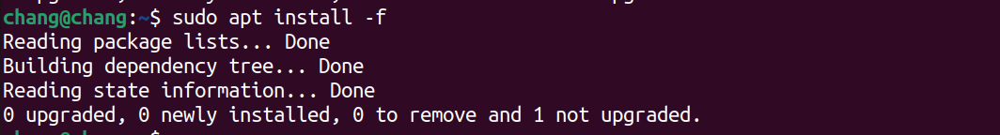 chang@chang:~$ sudo apt install -f
Reading package lists... Done
Building dependency tree... Done
Reading state information... Done
0 upgraded, 0 newly installed, 0 to remove and 1 not upgraded.